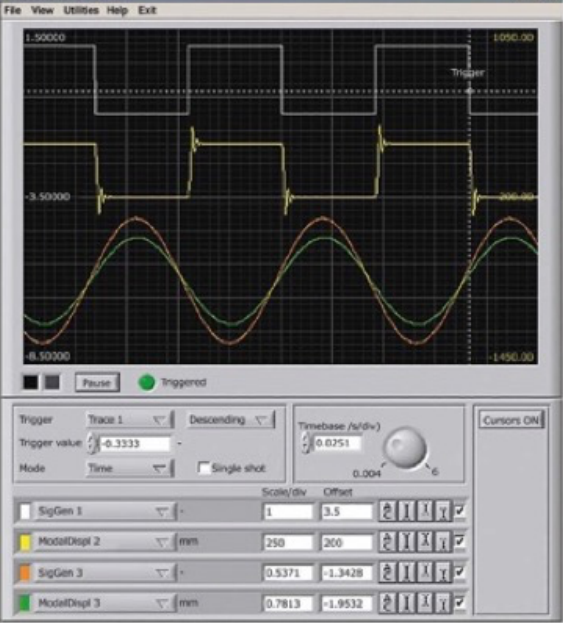 File View Utilities Help Exit
1.50000 1050.00
Trigger
-3.50000 200.00
-8.50000 -1450.00
Pause Triggered
Trigger Trace 1 Descending Timebase /s/div)
Trigger value -0.3333 - 0.0251
Mode Time Single shot 0.004 6
Cursors ON
Scale/div Offset
SigGen 1 - 1 3.5
ModalDispl 2 mm 250 200
SigGen 3 - 0.5371 -1.3428
ModalDispl 3 mm 0.7813 -1.9532